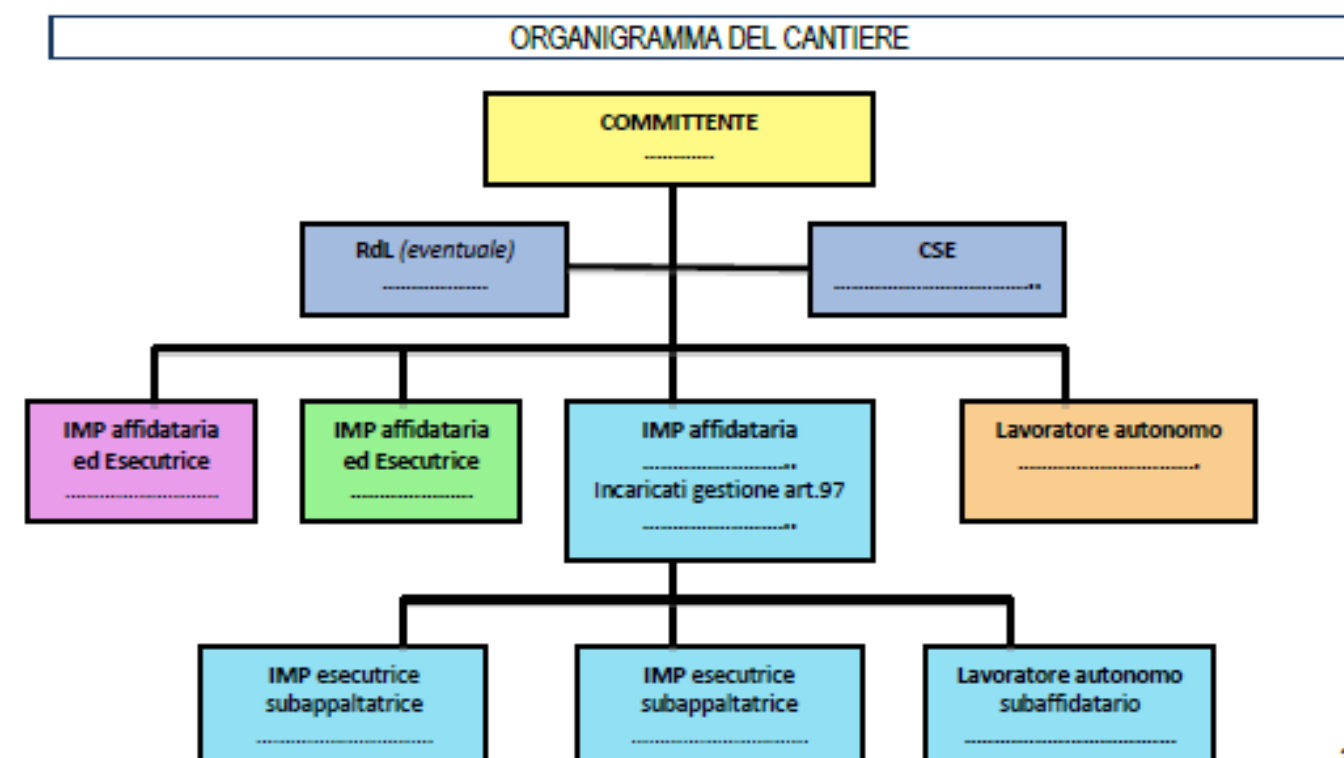 ORGANIGRAMMA DEL CANTIERE
COMMITTENTE
.............
RdL (eventuale)
....................
CSE
.......................................
IMP affidataria
ed Esecutrice
.............................
IMP affidataria
ed Esecutrice
.......................
IMP affidataria
.............................
Incaricati gestione art.97
.............................
Lavoratore autonomo
...................................
IMP esecutrice
subappaltatrice
.................................
IMP esecutrice
subappaltatrice
.................................
Lavoratore autonomo
subaffidatario
.......................................